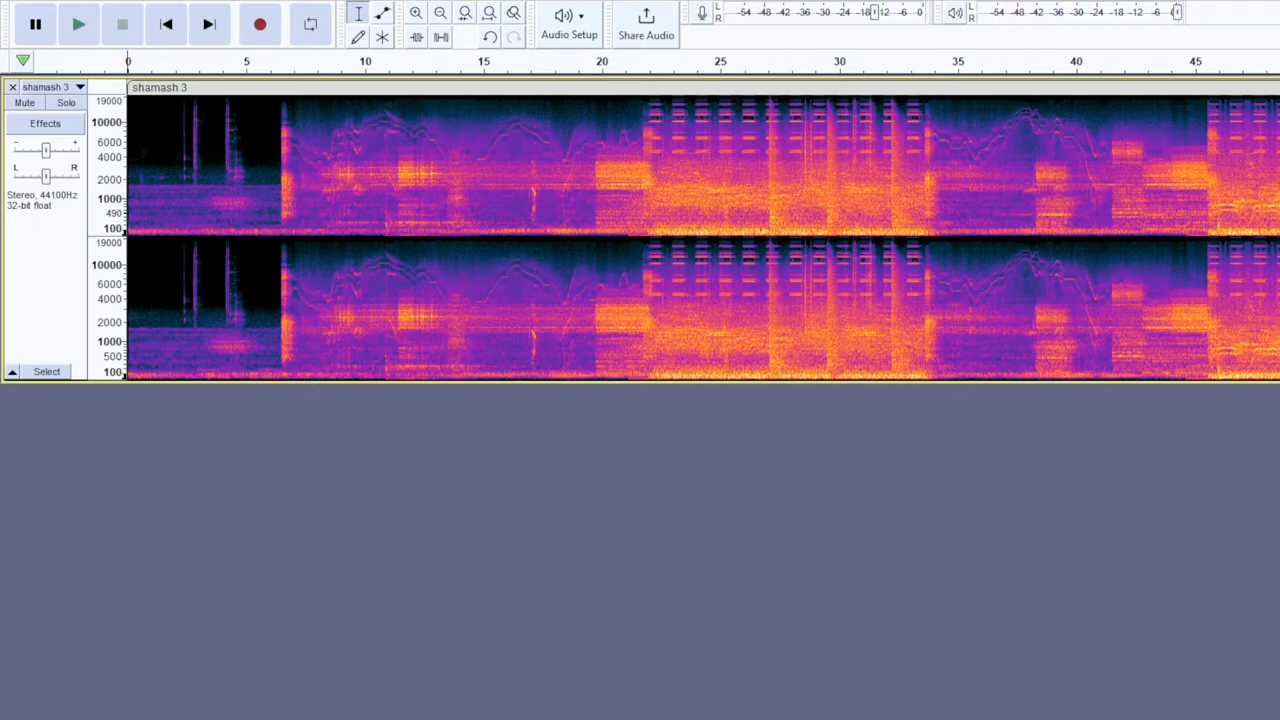 Audio Setup
Share Audio
L
R
-54 -48 -42 -36 -30 -24 -18 -12 -6 0
L
R
-54 -48 -42 -36 -30 -24 -18 -12 -6 0
0 5 10 15 20 25 30 35 40 45
shamash 3
shamash 3
Mute Solo
Effects
- +
L R
Stereo, 44100Hz
32-bit float
Select
19000
10000
6000
4000
2000
1000
490
100
19000
10000
6000
4000
2000
1000
500
100